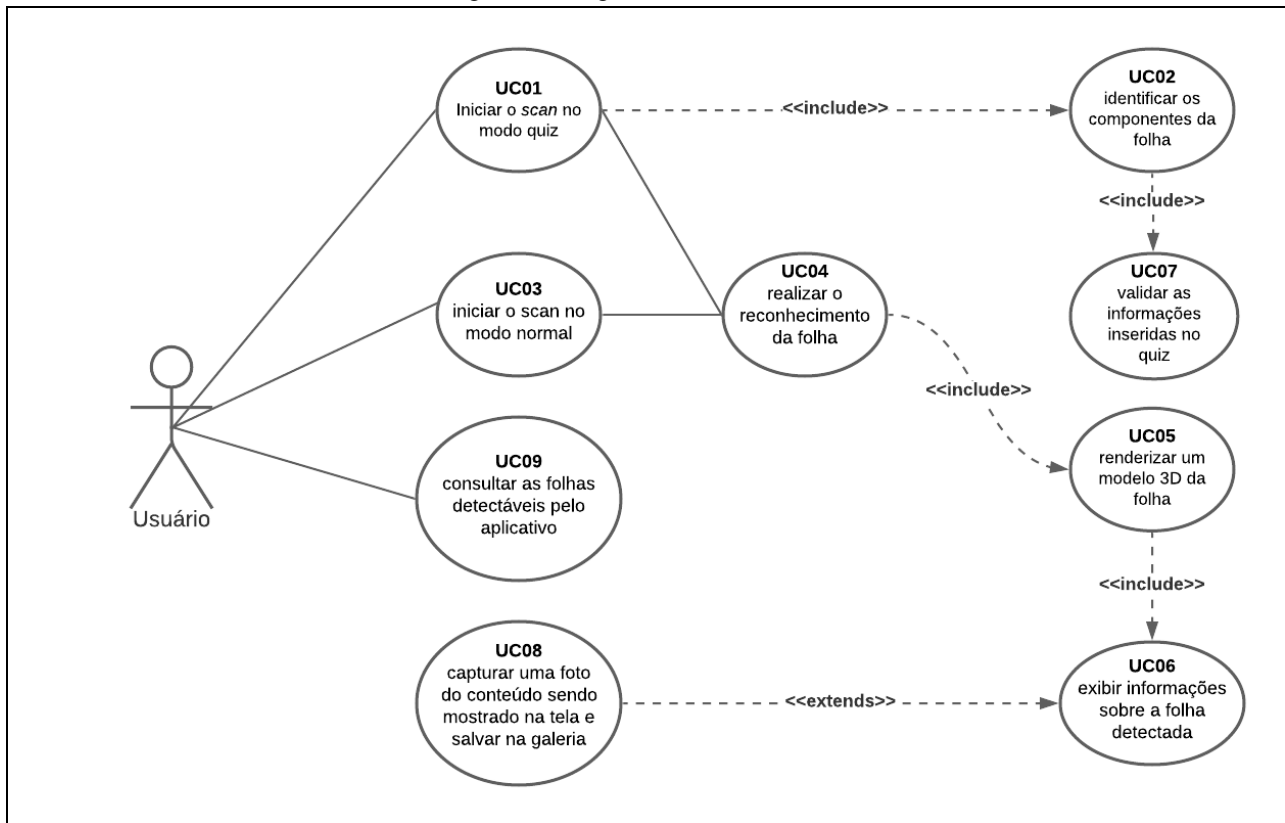 UC01
Iniciar o scan no
modo quiz
<<include>>
UC02
identificar os
componentes da
folha
<<include>>
UC03
iniciar o scan no
modo normal
UC04
realizar o
reconhecimento
da folha
UC07
validar as
informações
inseridas no
quiz
<<include>>
Usuário
UC09
consultar as folhas
detectáveis pelo
aplicativo
UC05
renderizar um
modelo 3D da
folha
<<include>>
UC08
capturar uma foto
do conteúdo sendo
mostrado na tela e
salvar na galeria
<<extends>>
UC06
exibir informações
sobre a folha
detectada